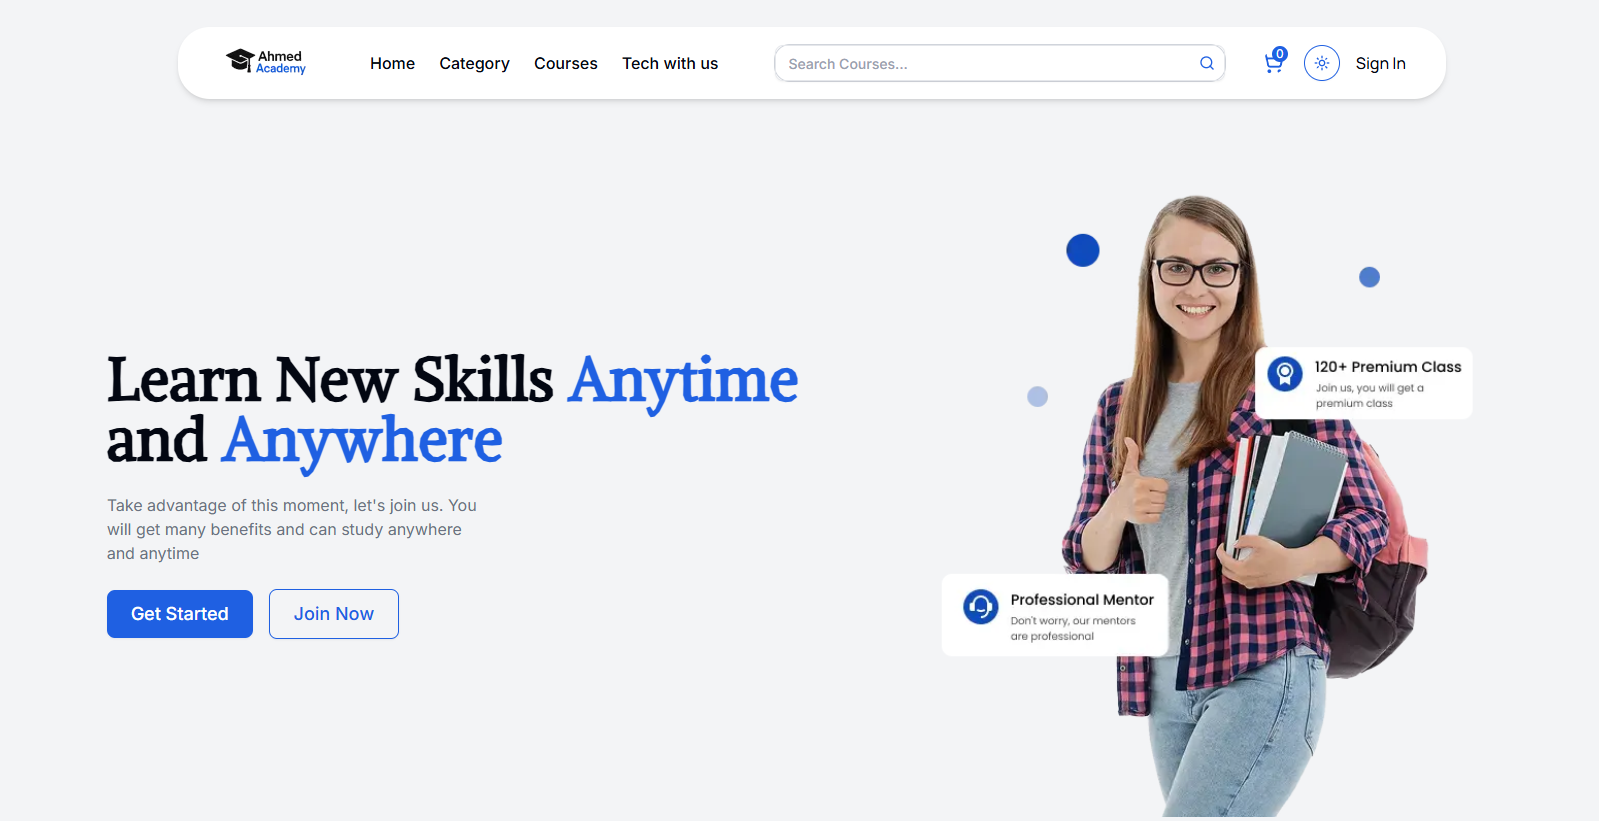 Ahmed
Academy
Home
Category
Courses
Tech with us
Search Courses...
0
Sign In
Learn New Skills Anytime
and Anywhere
Take advantage of this moment, let's join us. You
will get many benefits and can study anywhere
and anytime
Get Started
Join Now
120+ Premium Class
Join us, you will get a
premium class
Professional Mentor
Don't worry, our mentors
are professional